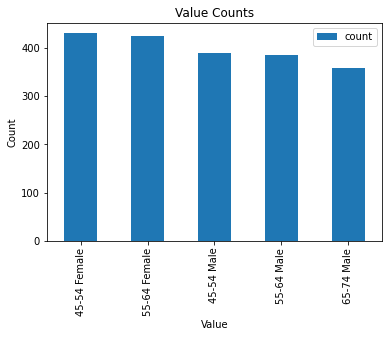 Value Counts
count
Count
400
300
200
100
0
45-54 Female
55-64 Female
45-54 Male
55-64 Male
65-74 Male
Value